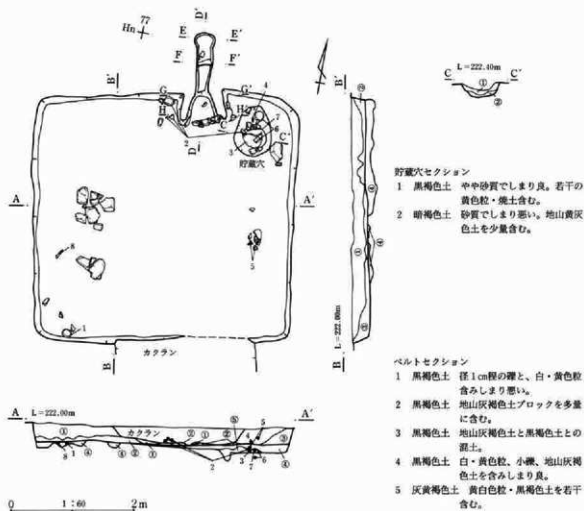 Hn 77
D'
E E'
F F'
G G'
H H'
B' B'
4
7
6
2
3
C C'
D
貯蔵穴
A A'
8
5
1
カクラン
B B
L=222.00m
L=222.40m
C C'
①
②
貯蔵穴セクション
1 黒褐色土 やや砂質でしまり良。若干の
黄色粒・焼土含む。
2 暗褐色土 砂質でしまり悪い。地山黄灰
色土を少量含む。
ベルトセクション
1 黒褐色土 径1cm程の礫と、白・黄色粒
含みしまり悪い。
2 黒褐色土 地山灰褐色土ブロックを多量
に含む。
3 黒褐色土 地山灰褐色土と黒褐色土との
混土。
4 黒褐色土 白・黄色粒、小礫、地山灰褐
色土を含みしまり良。
5 灰黄褐色土 黄白色粒・黒褐色土を若干
含む。
A L=222.00m A'
カクラン
0 1:60 2m